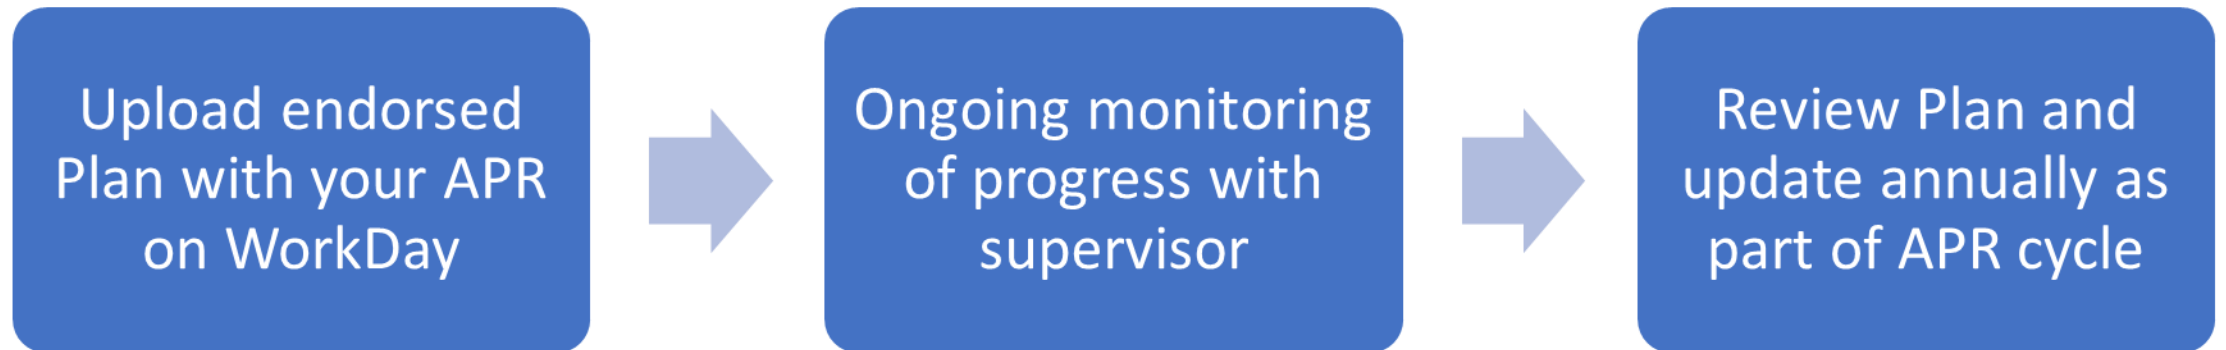 Upload endorsed
Plan with your APR
on WorkDay
Ongoing monitoring
of progress with
supervisor
Review Plan and
update annually as
part of APR cycle